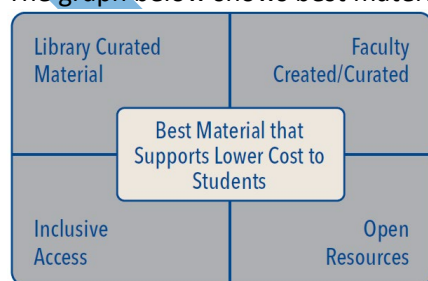 Library Curated
Material
Faculty
Created/Curated
Best Material that
Supports Lower Cost to
Students
Inclusive
Access
Open
Resources